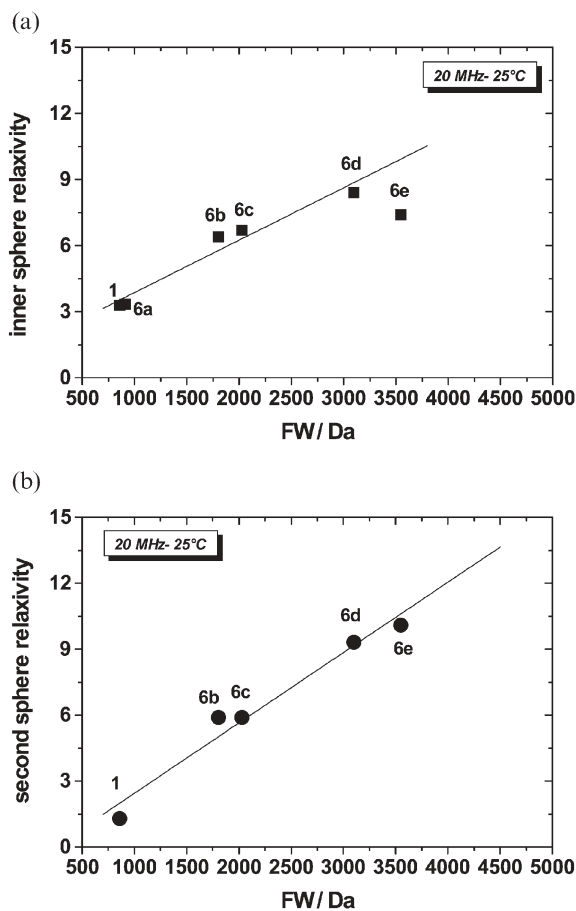 (a)
15
12
9
6
3
0
inner sphere relaxivity
20 MHz- 25°C
6d
6e
6b
6c
1
6a
500 1000 1500 2000 2500 3000 3500 4000 4500 5000
FW/ Da
(b)
15
12
9
6
3
0
second sphere relaxivity
20 MHz- 25°C
6d
6e
6b
6c
1
500 1000 1500 2000 2500 3000 3500 4000 4500 5000
FW/ Da